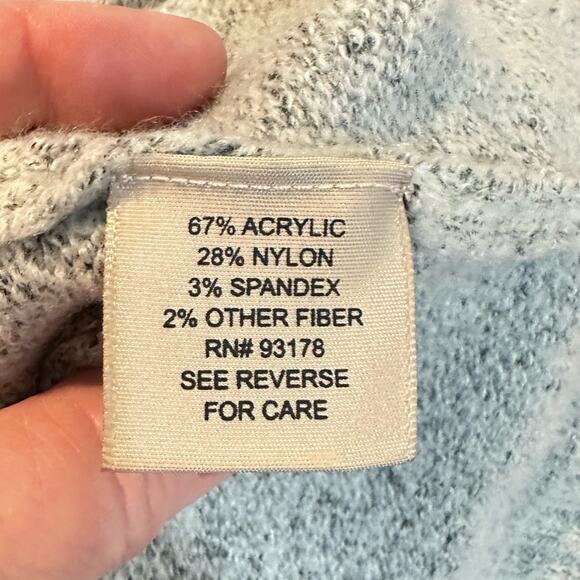 67% ACRYLIC
28% NYLON
3% SPANDEX
2% OTHER FIBER
RN# 93178
SEE REVERSE
FOR CARE